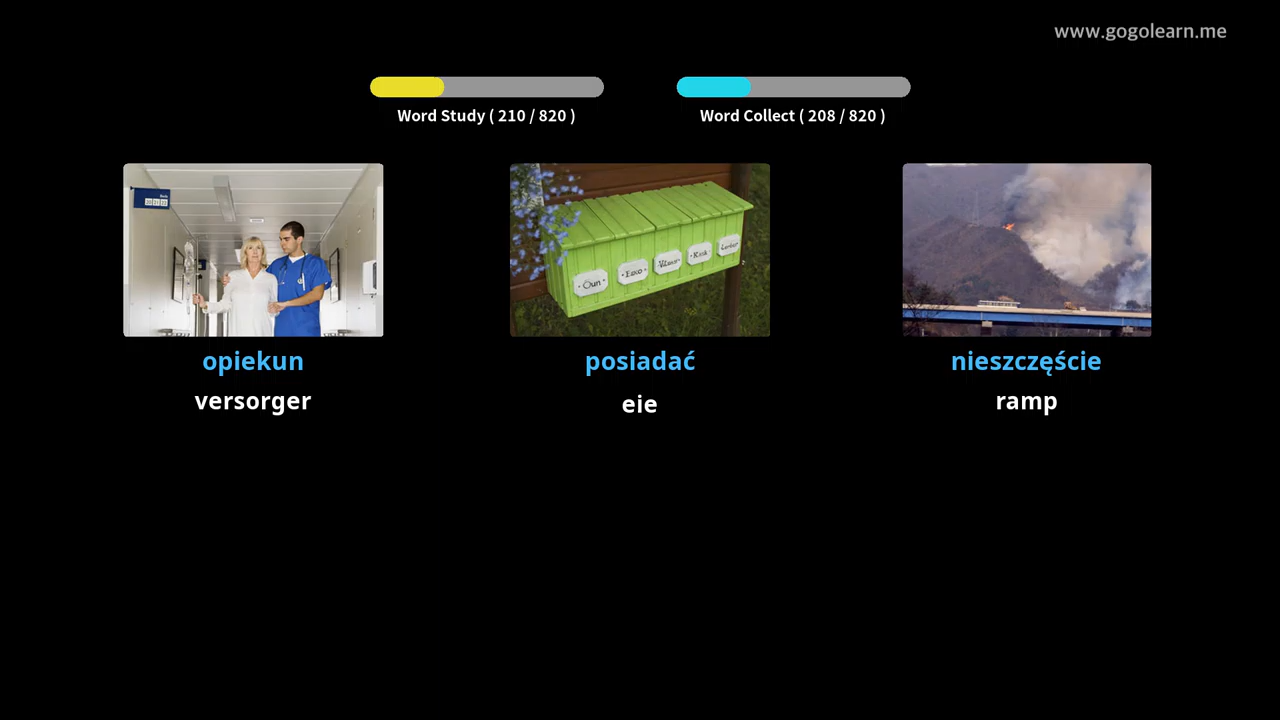 www.gogolearn.me
Word Study ( 210 / 820 )
Word Collect ( 208 / 820 )
opiekun
posiadać
nieszczęście
versorger
eie
ramp